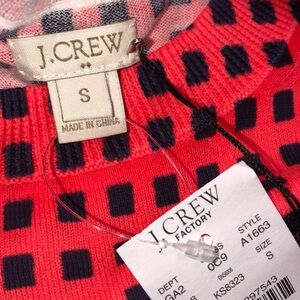 J.CREW
S
MADE IN CHINA
J.CREW
FACTORY
DEPT
STYLE
GA2
0C9
A1663
KS8323
SIZE
S